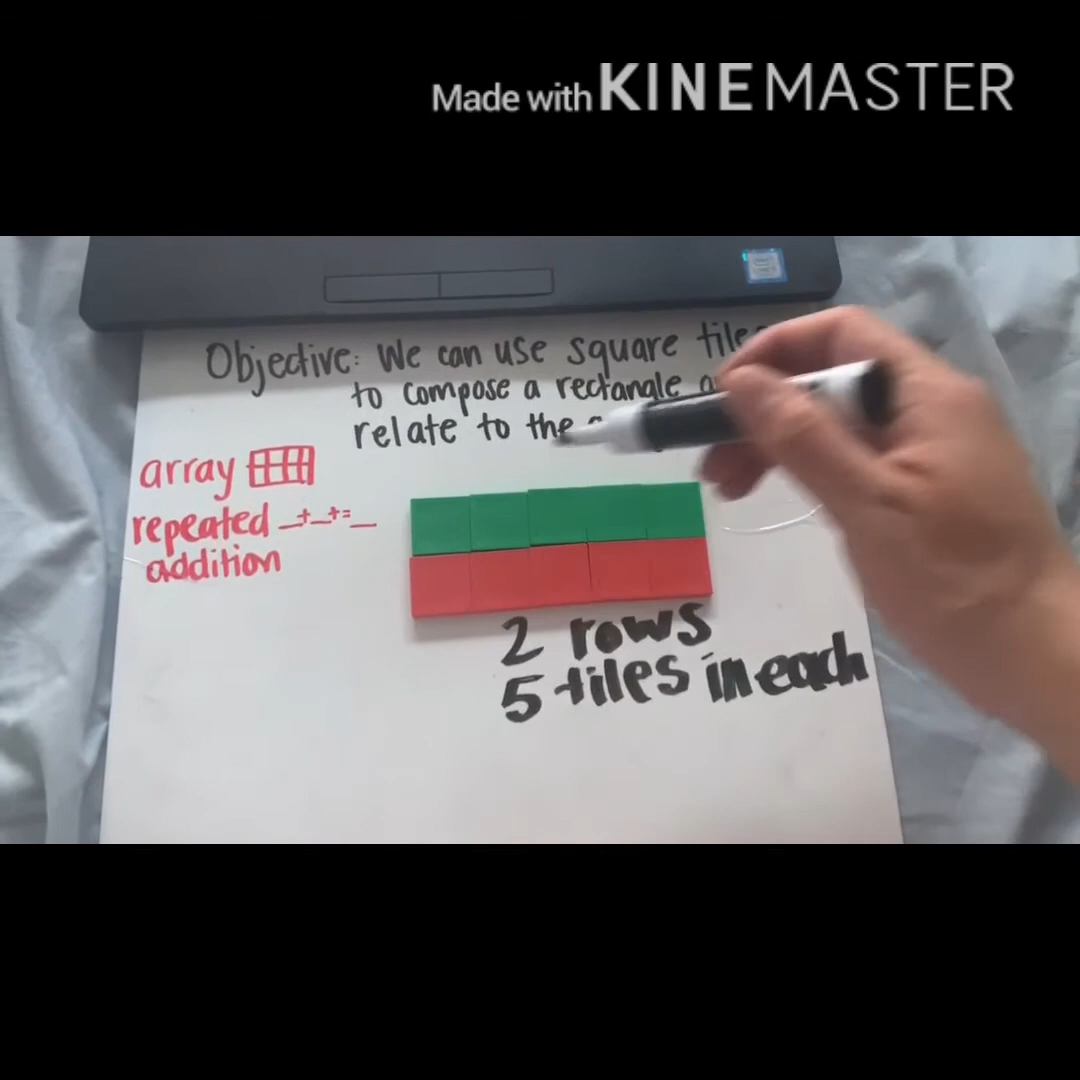 Made with KINEMASTER
Objective: We can use square
to compose a rectangle
relate to the
array
repeated _+_+=_
addition
2 rows
5 tiles in each